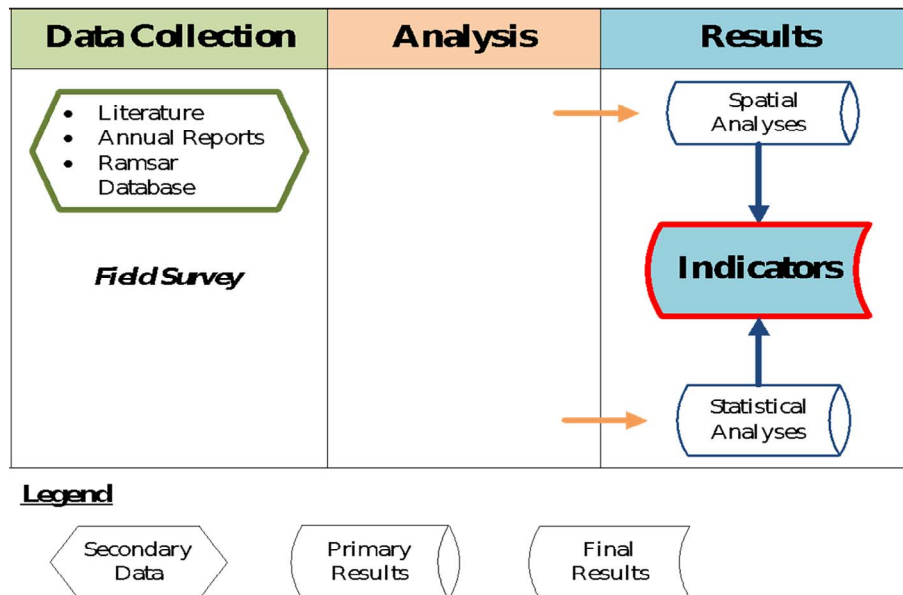 Data Collection
Analysis
Results
• Literature
• Annual Reports
• Ramsar
Database
Field Survey
Spatial
Analyses
Indicators
Statistical
Analyses
Legend
Secondary
Data
Primary
Results
Final
Results